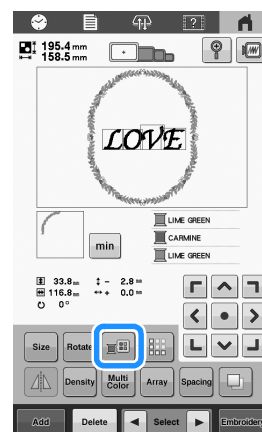 195.4 mm
158.5 mm
LOVE
min
LIME GREEN
CARMINE
LIME GREEN
33.8 mm 2.8 mm
116.8 mm 0.0 mm
0°
Size Rotate
Density Multi Color Array Spacing
Add Delete Select Embroider